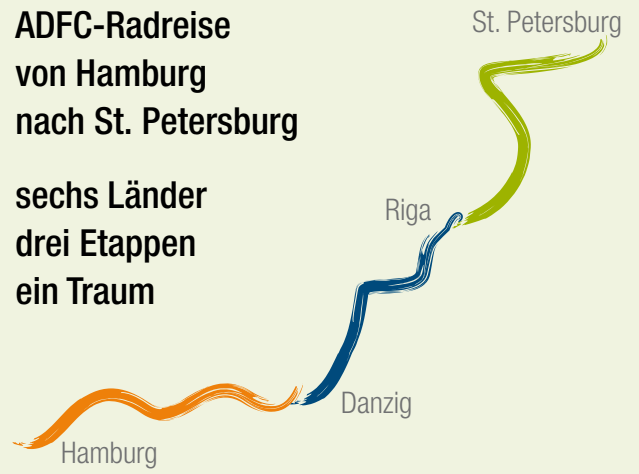 ADFC-Radreise
von Hamburg
nach St. Petersburg
sechs Länder
drei Etappen
ein Traum
St. Petersburg
Riga
Danzig
Hamburg